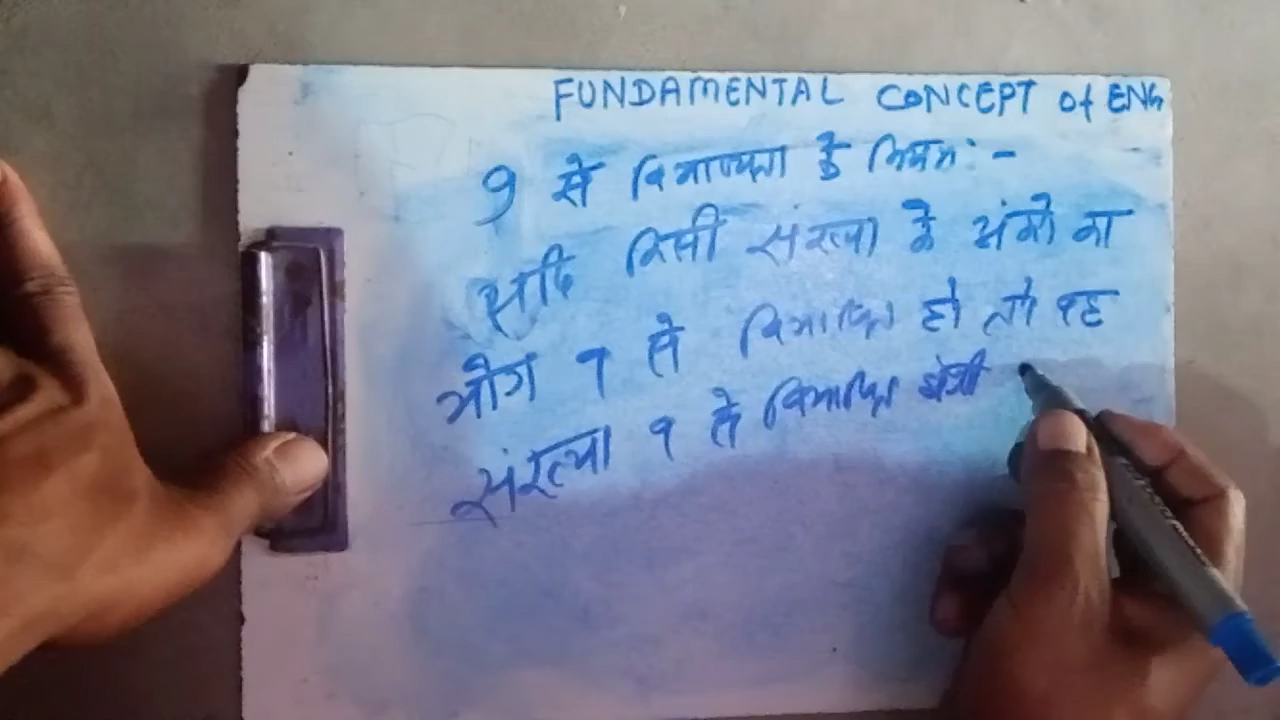 FUNDAMENTAL CONCEPT of ENG
9 से विभाज्यता के नियम:-
यदि किसी संख्या के अंको का
योग 9 से विभाजित हो तो वह
संख्या 9 से विभाजित होगी